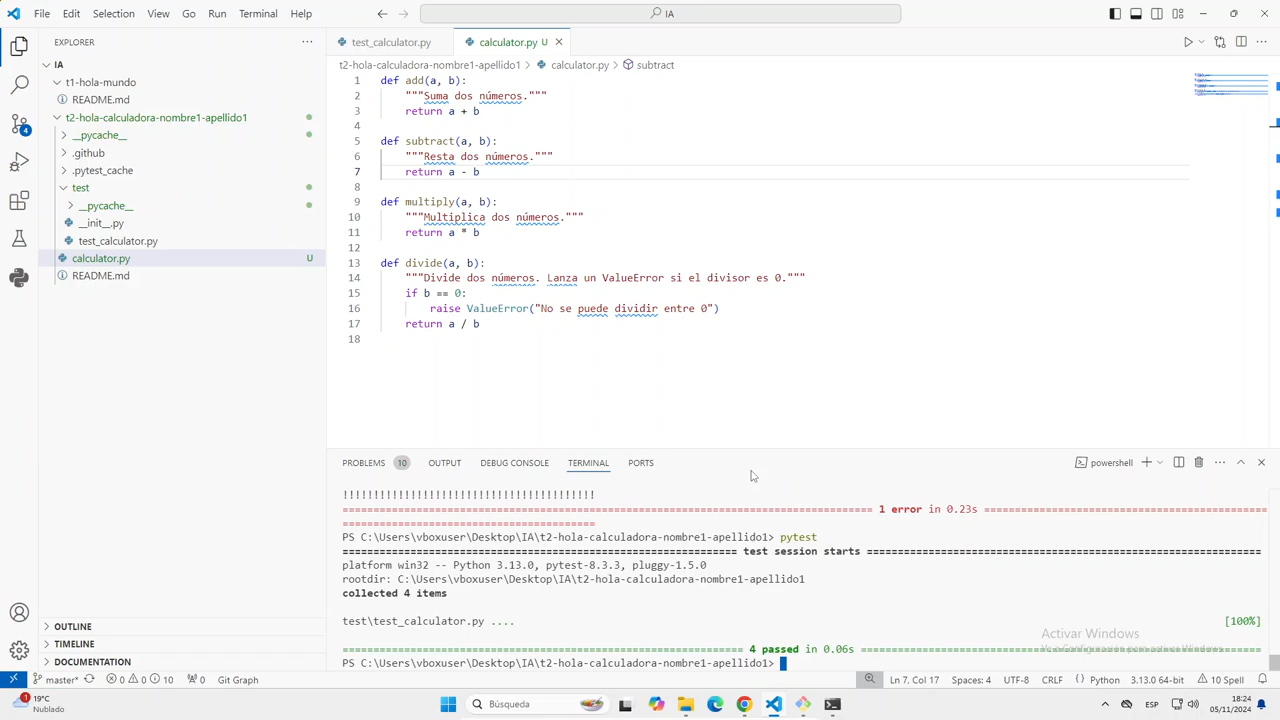 File Edit Selection View Go Run Terminal Help
IA
EXPLORER
IA
t1-hola-mundo
README.md
t2-hola-calculadora-nombre1-apellido1
__pycache__
.github
.pytest_cache
test
__pycache__
__init__.py
test_calculator.py
calculator.py U
README.md
OUTLINE
TIMELINE
DOCUMENTATION
4
test_calculator.py calculator.py U
t2-hola-calculadora-nombre1-apellido1 > calculator.py > subtract
1 def add(a, b):
2 """Suma dos números."""
3 return a + b
4
5 def subtract(a, b):
6 """Resta dos números."""
7 return a - b
8
9 def multiply(a, b):
10 """Multiplica dos números."""
11 return a * b
12
13 def divide(a, b):
14 """Divide dos números. Lanza un ValueError si el divisor es 0."""
15 if b == 0:
16 raise ValueError("No se puede dividir entre 0")
17 return a / b
18
PROBLEMS 10 OUTPUT DEBUG CONSOLE TERMINAL PORTS powershell
!!!!!!!!!!!!!!!!!!!!!!!!!!!!!!!!!!!!!!!!!
1 error in 0.23s
PS C:\Users\vboxuser\Desktop\IA\t2-hola-calculadora-nombre1-apellido1> pytest
test session starts
platform win32 -- Python 3.13.0, pytest-8.3.3, pluggy-1.5.0
rootdir: C:\Users\vboxuser\Desktop\IA\t2-hola-calculadora-nombre1-apellido1
collected 4 items
test\test_calculator.py .... [100%]
4 passed in 0.06s
PS C:\Users\vboxuser\Desktop\IA\t2-hola-calculadora-nombre1-apellido1>
Activar Windows
master* 0 0 10 0 Git Graph Ln 7, Col 17 Spaces: 4 UTF-8 CRLF Python 3.13.0 64-bit 10 Spell
1 19°C
Nublado
Búsqueda
ESP
18:24
05/11/2024